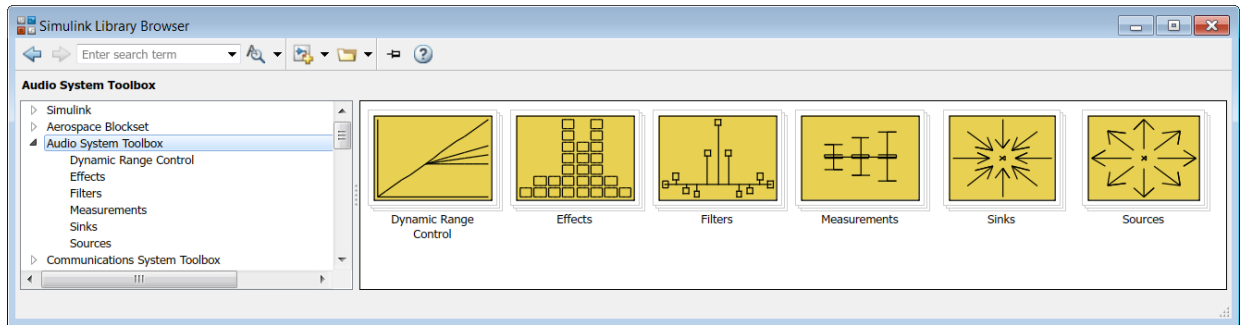 Simulink Library Browser
Enter search term
Audio System Toolbox
Simulink
Aerospace Blockset
Audio System Toolbox
Dynamic Range Control
Effects
Filters
Measurements
Sinks
Sources
Communications System Toolbox
Dynamic Range
Control
Effects
Filters
Measurements
Sinks
Sources